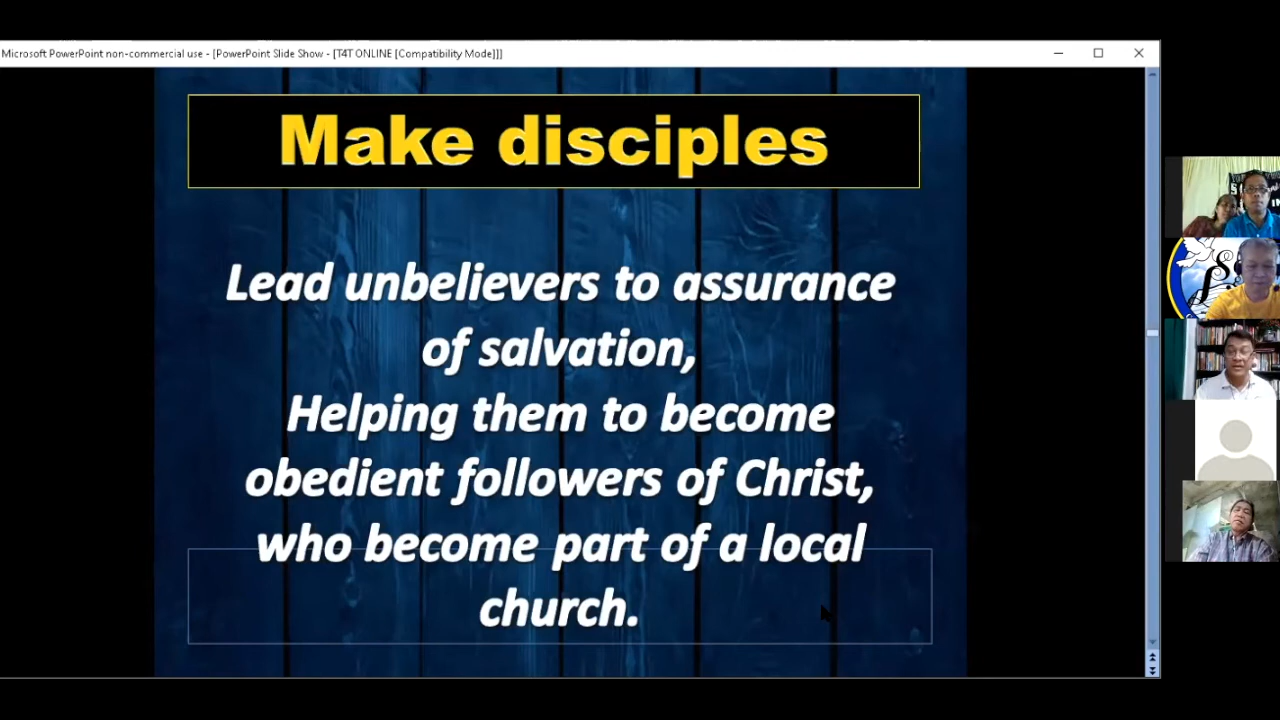 Microsoft PowerPoint non-commercial use - [PowerPoint Slide Show - [T4T ONLINE [Compatibility Mode]]]
Make disciples
Lead unbelievers to assurance
of salvation,
Helping them to become
obedient followers of Christ,
who become part of a local
church.